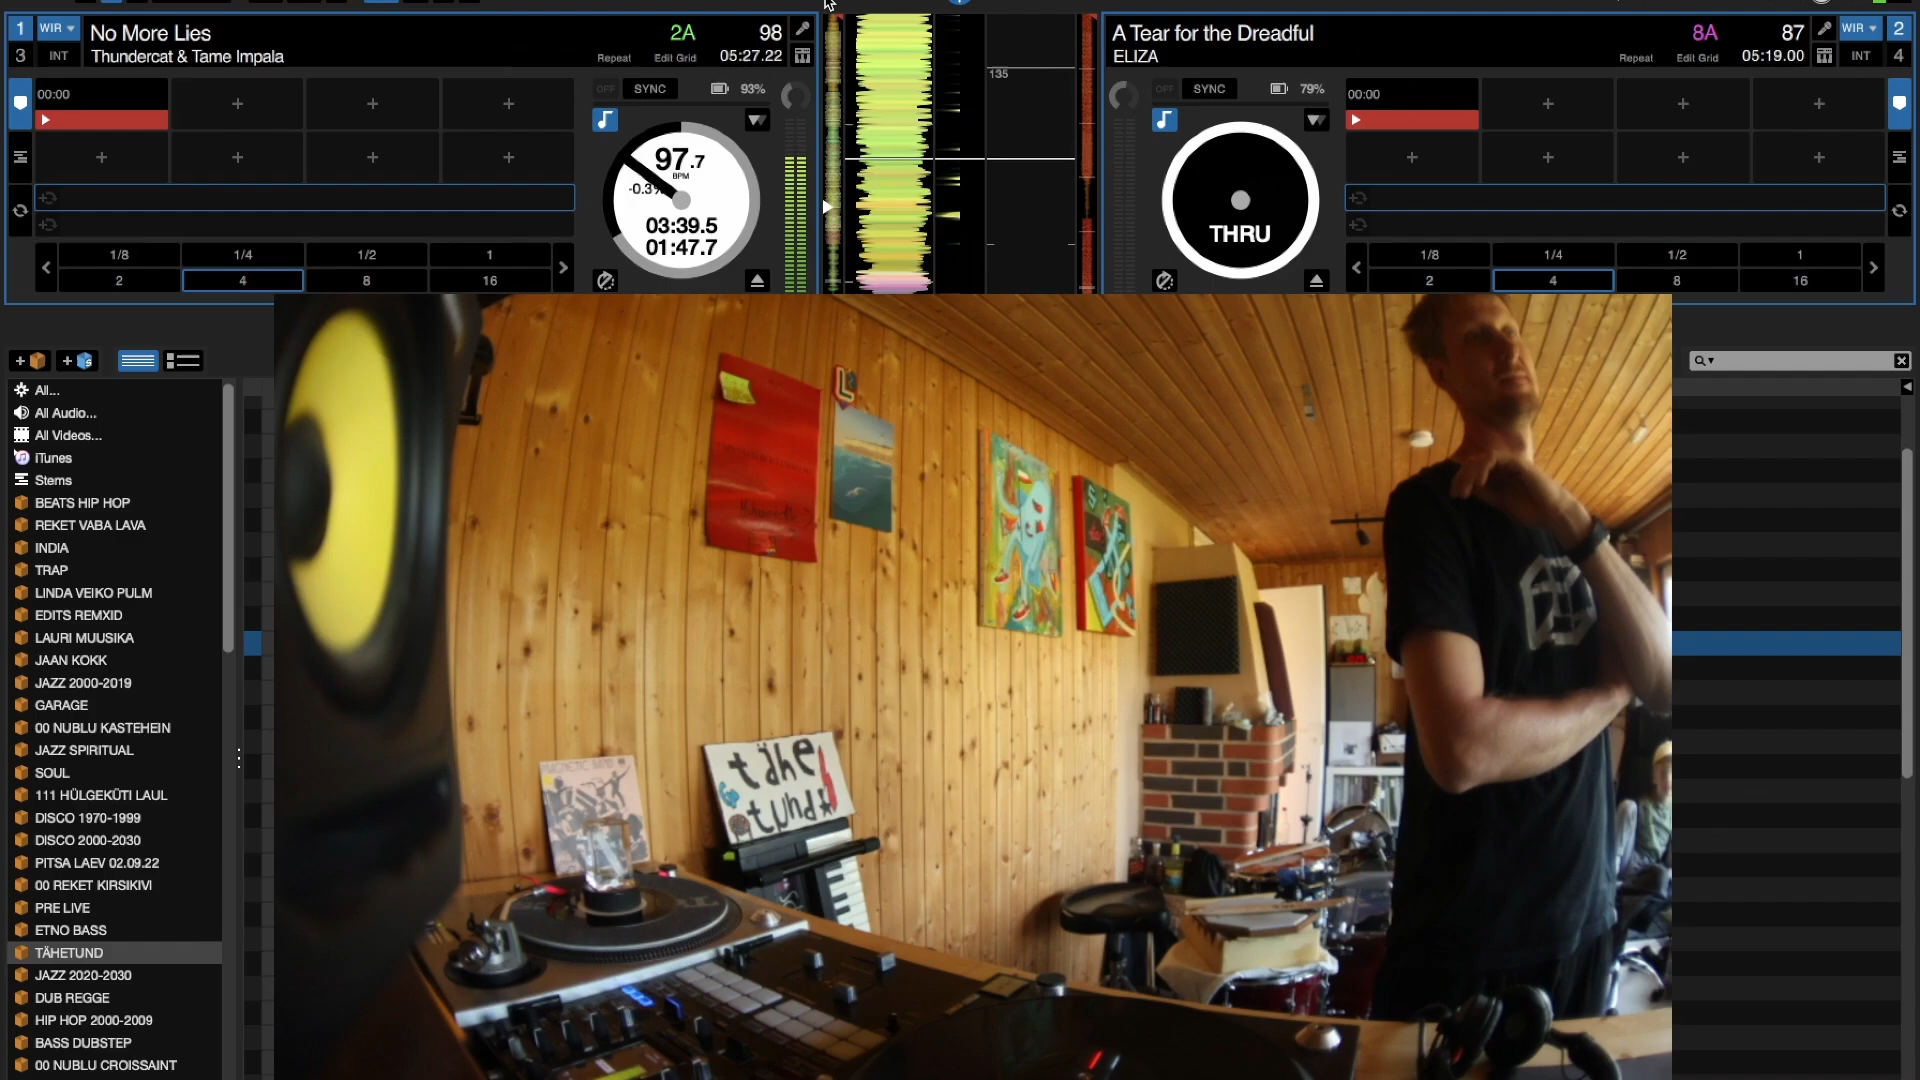 1 WIR No More Lies 2A 98
3 INT Thundercat & Tame Impala Repeat Edit Grid 05:27.22
00:00
OFF SYNC 93%
97.7
BPM
-0.3%
03:39.5
01:47.7
1/8 1/4 1/2 1
2 4 8 16
135
A Tear for the Dreadful 8A 87 WIR 2
ELIZA Repeat Edit Grid 05:19.00 INT 4
OFF SYNC 79%
00:00
THRU
1/8 1/4 1/2 1
2 4 8 16
All...
All Audio...
All Videos...
iTunes
Stems
BEATS HIP HOP
REKET VABA LAVA
INDIA
TRAP
LINDA VEIKO PULM
EDITS REMXID
LAURI MUUSIKA
JAAN KOKK
JAZZ 2000-2019
GARAGE
00 NUBLU KASTEHEIN
JAZZ SPIRITUAL
SOUL
111 HÜLGEKÜTI LAUL
DISCO 1970-1999
DISCO 2000-2030
PITSA LAEV 02.09.22
00 REKET KIRSIKIVI
PRE LIVE
ETNO BASS
TÄHETUND
JAZZ 2020-2030
DUB REGGE
HIP HOP 2000-2009
BASS DUBSTEP
00 NUBLU CROISSAINT
MAGNETIC BAND
tähe
tund!